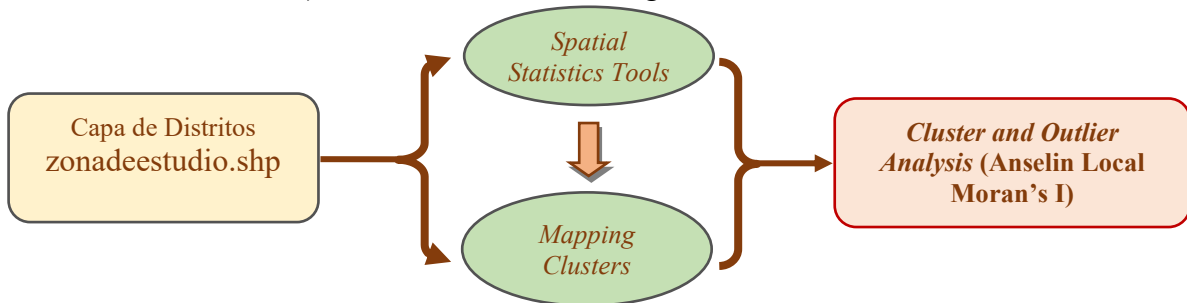 Spatial
Statistics Tools
Capa de Distritos
zonadeestudio.shp
Cluster and Outlier
Analysis (Anselin Local
Moran’s I)
Mapping
Clusters